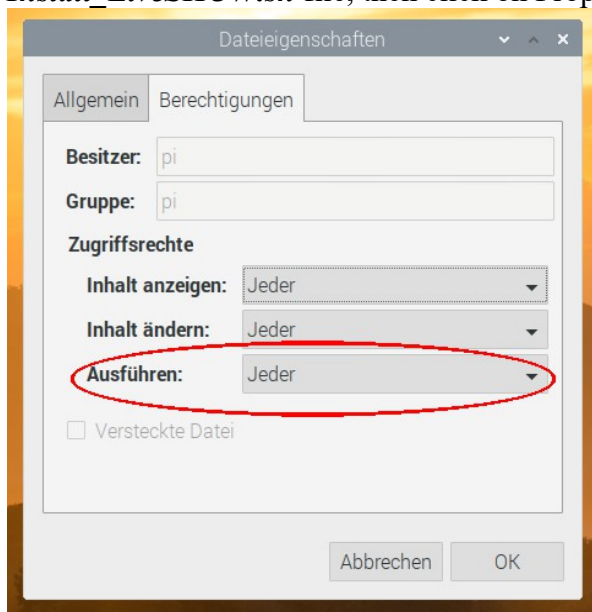 Dateieigenschaften
Allgemein Berechtigungen
Besitzer: pi
Gruppe: pi
Zugriffsrechte
Inhalt anzeigen: Jeder
Inhalt ändern: Jeder
Ausführen: Jeder
Versteckte Datei
Abbrechen OK